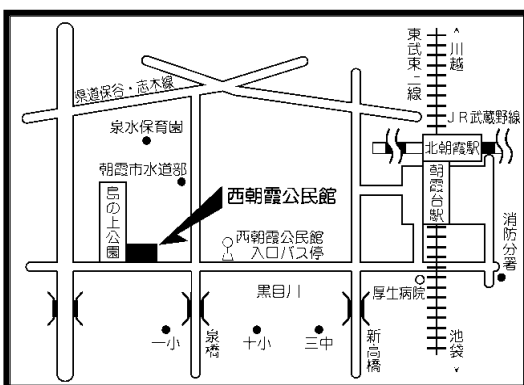 東武東上線
川越
県道保谷・志木線
JR武蔵野線
泉水保育園
北朝霞駅
朝霞市水道部
朝霞台駅
西朝霞公民館
島の上公園
西朝霞公民館
入口バス停
消防分署
黒目川
厚生病院
一小
泉橋
十小
三中
新高橋
池袋